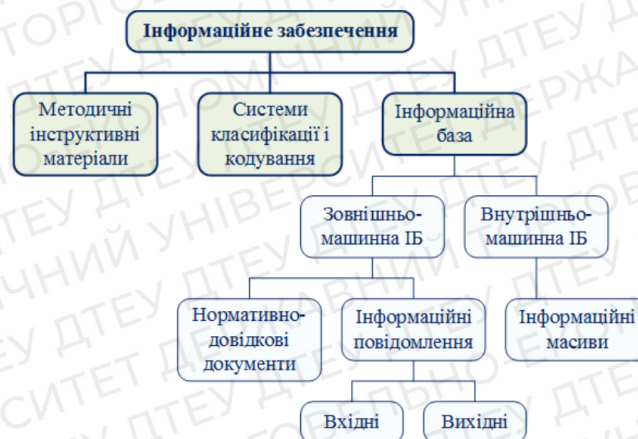 Інформаційне забезпечення
Методичні
інструктивні
матеріали
Системи
класифікації і
кодування
Інформаційна
база
Зовнішньо-
машинна ІБ
Внутрішньо-
машинна ІБ
Нормативно-
довідкові
документи
Інформаційні
повідомлення
Інформаційні
масиви
Вхідні
Вихідні